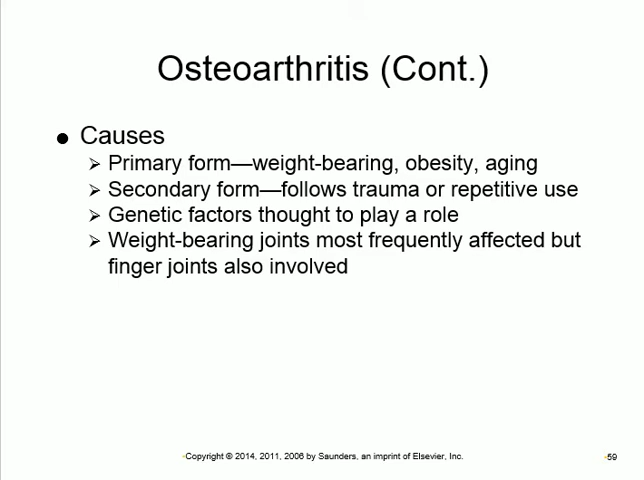 Osteoarthritis (Cont.)
● Causes
➢ Primary form—weight-bearing, obesity, aging
➢ Secondary form—follows trauma or repetitive use
➢ Genetic factors thought to play a role
➢ Weight-bearing joints most frequently affected but
finger joints also involved
Copyright © 2014, 2011, 2006 by Saunders, an imprint of Elsevier, Inc.
59